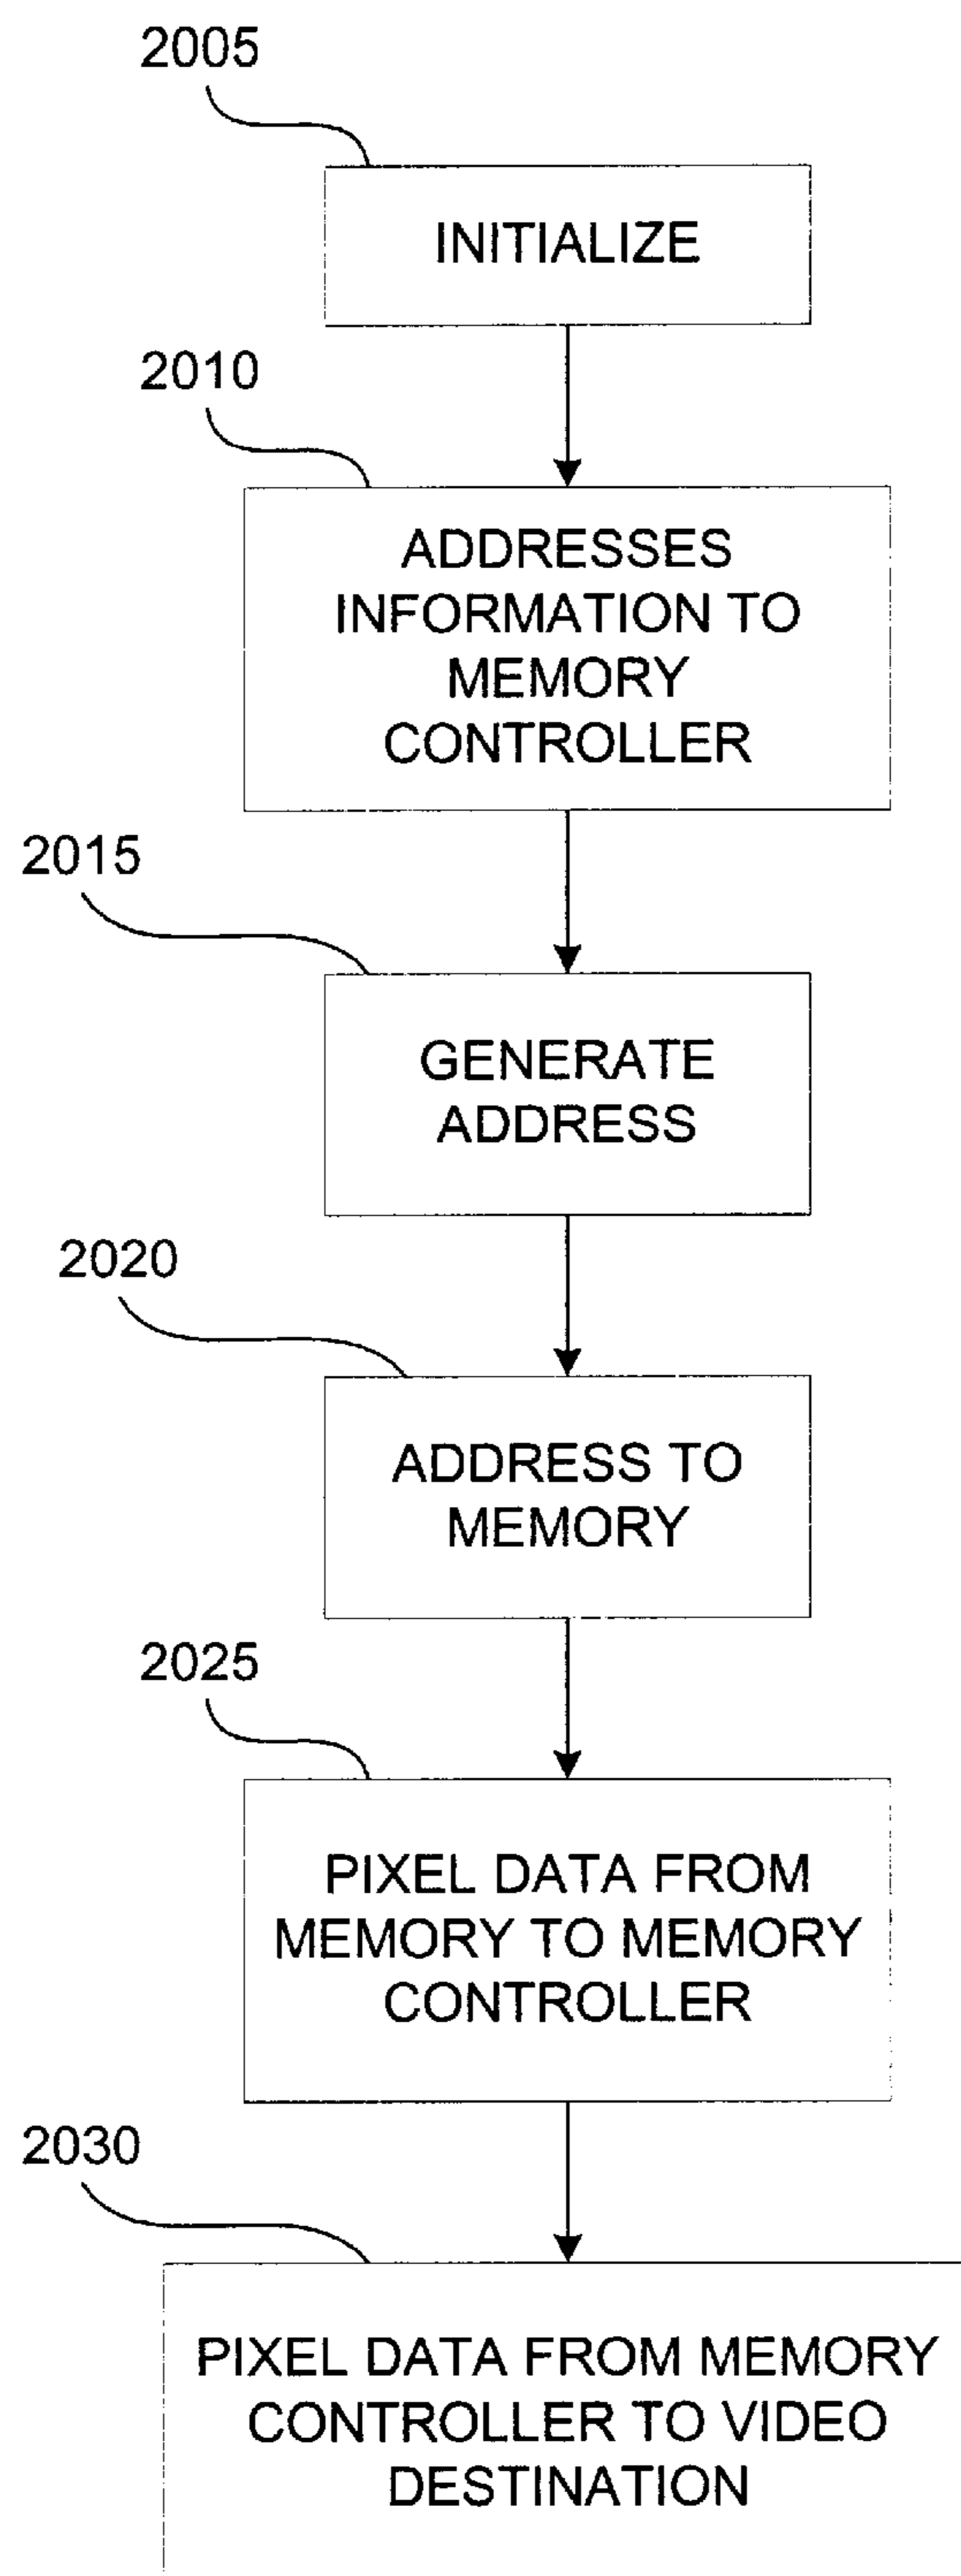 2005
INITIALIZE
2010
ADDRESSES
INFORMATION TO
MEMORY
CONTROLLER
2015
GENERATE
ADDRESS
2020
ADDRESS TO
MEMORY
2025
PIXEL DATA FROM
MEMORY TO MEMORY
CONTROLLER
2030
PIXEL DATA FROM MEMORY
CONTROLLER TO VIDEO
DESTINATION